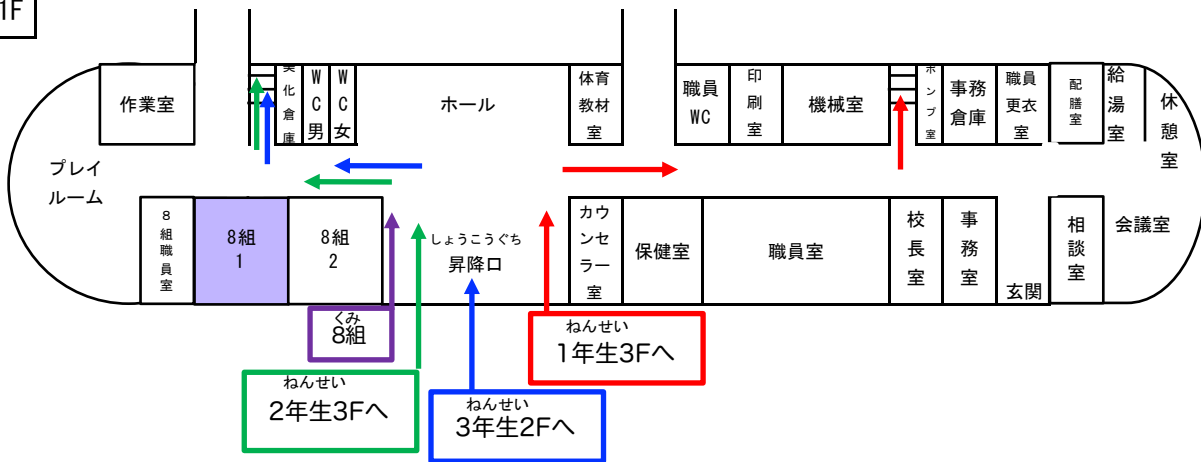 1F
作業室
美化倉庫
WC男
WC女
ホール
体育
教材
室
職員
WC
印刷室
機械室
ポンプ室
事務
倉庫
職員
更衣
室
配膳室
給湯室
休憩室
プレイ
ルーム
8組職員室
8組
1
8組
2
しょうこうぐち
昇降口
カウ
ンセ
ラー
室
保健室
職員室
校長室
事務室
玄関
相談室
会議室
くみ
8組
ねんせい
1年生3Fへ
ねんせい
2年生3Fへ
ねんせい
3年生2Fへ